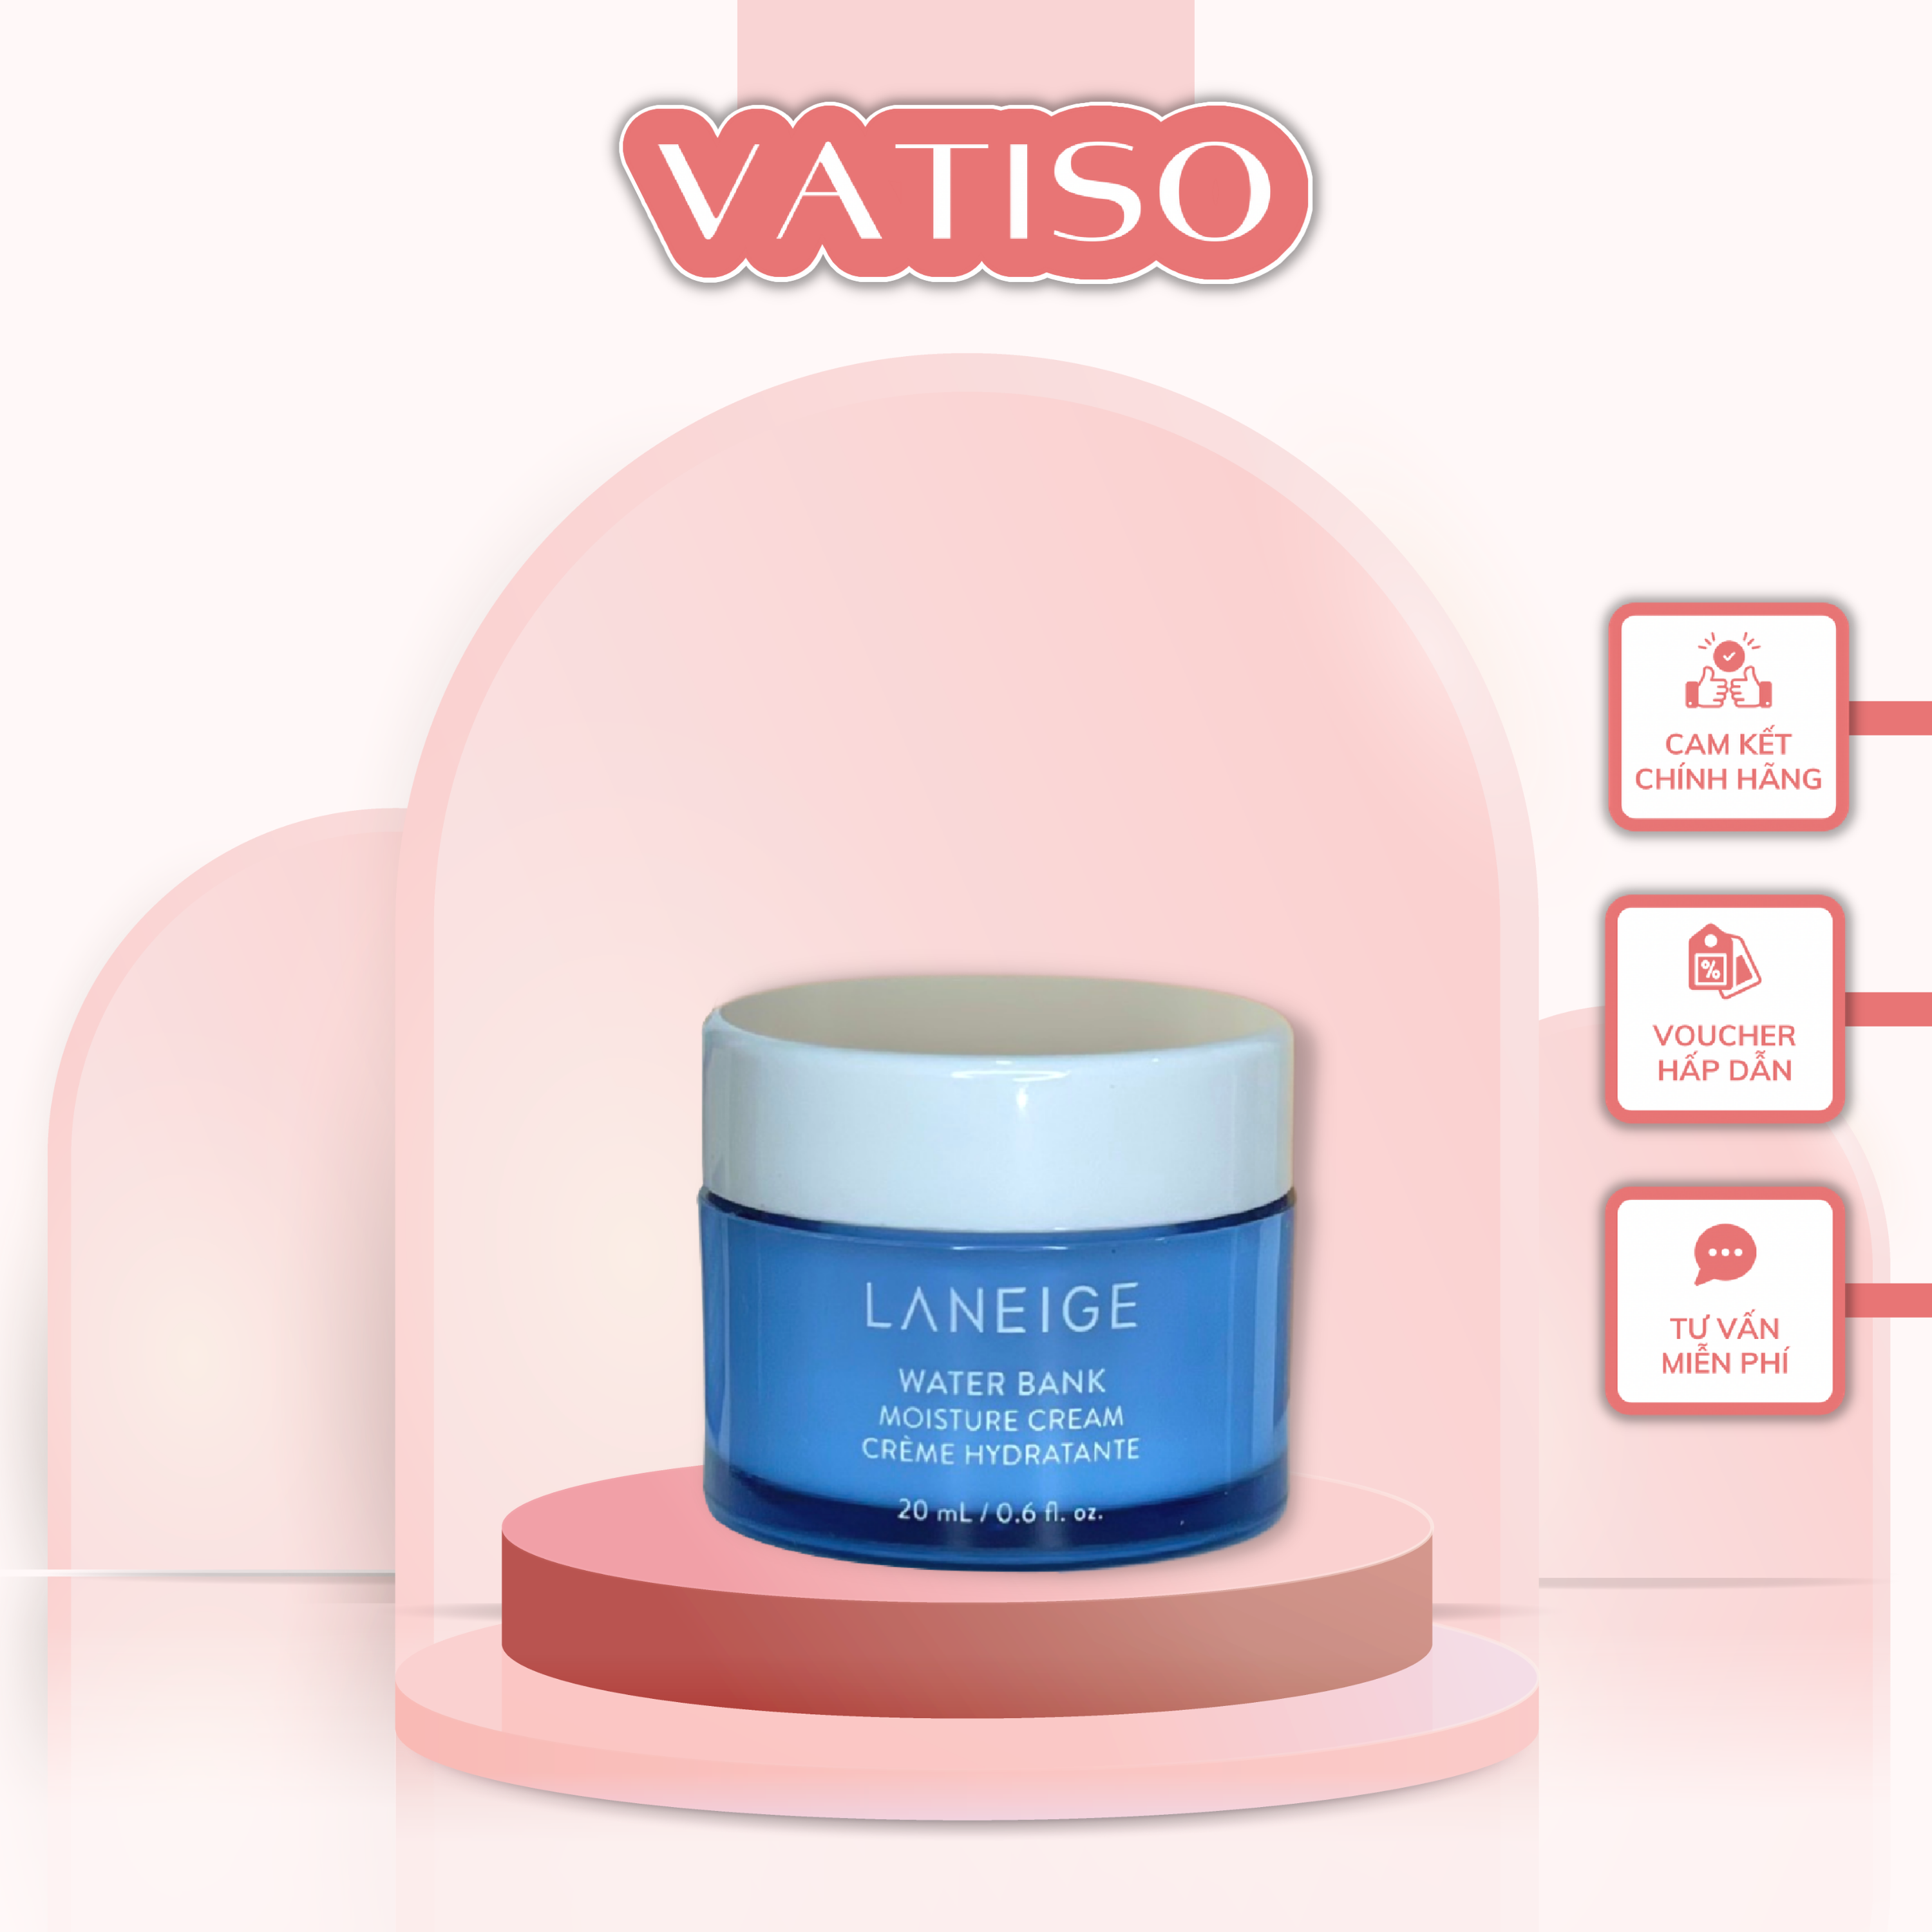 VATISO
CAM KẾT
CHÍNH HÃNG
VOUCHER
HẤP DẪN
TƯ VẤN
MIỄN PHÍ
LANEIGE
WATER BANK
MOISTURE CREAM
CRÈME HYDRATANTE
20 mL / 0.6 fl. oz.